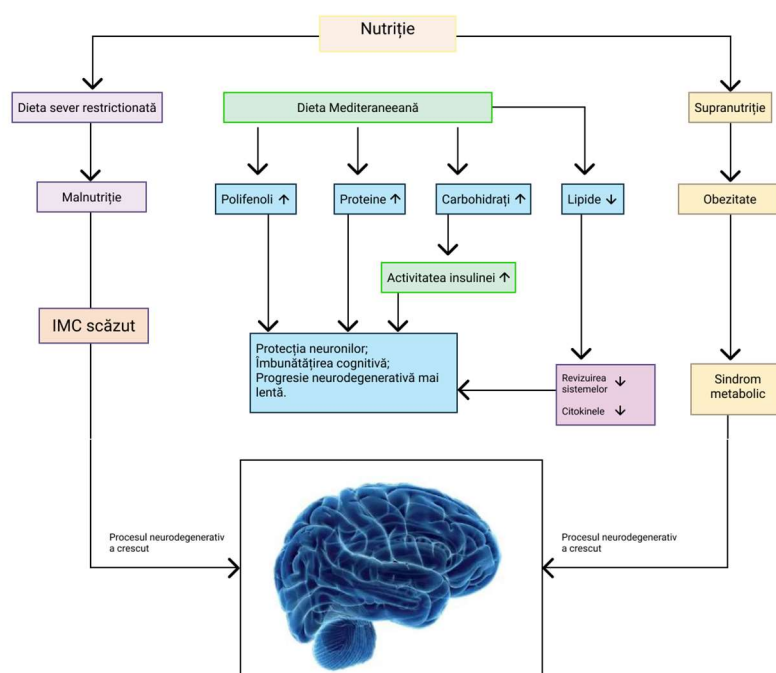 Nutriție
Dieta sever restrictionată
Dieta Mediteraneeană
Supranutriție
Malnutriție
Polifenoli ↑
Proteine ↑
Carbohidrați ↑
Lipide ↓
Obezitate
Activitatea insulinei ↑
IMC scăzut
Protecția neuronilor;
Îmbunătățirea cognitivă;
Progresie neurodegenerativă mai
lentă.
Revizuirea
sistemelor ↓
Citokinele ↓
Sindrom
metabolic
Procesul neurodegenerativ
a crescut
Procesul neurodegenerativ
a crescut